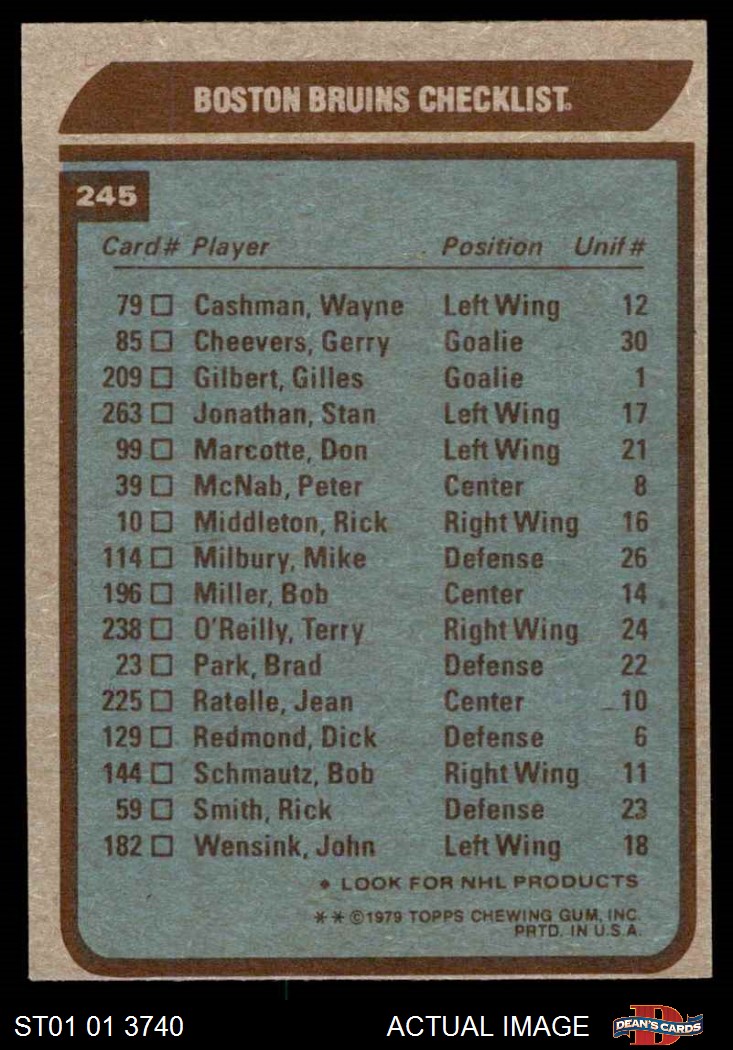 BOSTON BRUINS CHECKLIST.
245
Card# Player Position Unif#
79 □ Cashman, Wayne Left Wing 12
85 □ Cheevers, Gerry Goalie 30
209 □ Gilbert, Gilles Goalie 1
263 □ Jonathan, Stan Left Wing 17
99 □ Marcotte, Don Left Wing 21
39 □ McNab, Peter Center 8
10 □ Middleton, Rick Right Wing 16
114 □ Milbury, Mike Defense 26
196 □ Miller, Bob Center 14
238 □ O'Reilly, Terry Right Wing 24
23 □ Park, Brad Defense 22
225 □ Ratelle, Jean Center 10
129 □ Redmond, Dick Defense 6
144 □ Schmautz, Bob Right Wing 11
59 □ Smith, Rick Defense 23
182 □ Wensink, John Left Wing 18
• LOOK FOR NHL PRODUCTS
** ©1979 TOPPS CHEWING GUM, INC.
PRTD. IN U.S.A.
ST01 01 3740 ACTUAL IMAGE D DEAN'S CARDS